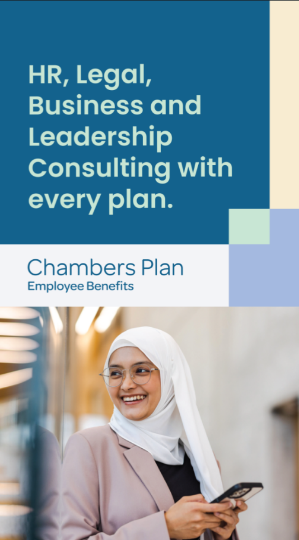 HR, Legal,
Business and
Leadership
Consulting with
every plan.
Chambers Plan
Employee Benefits